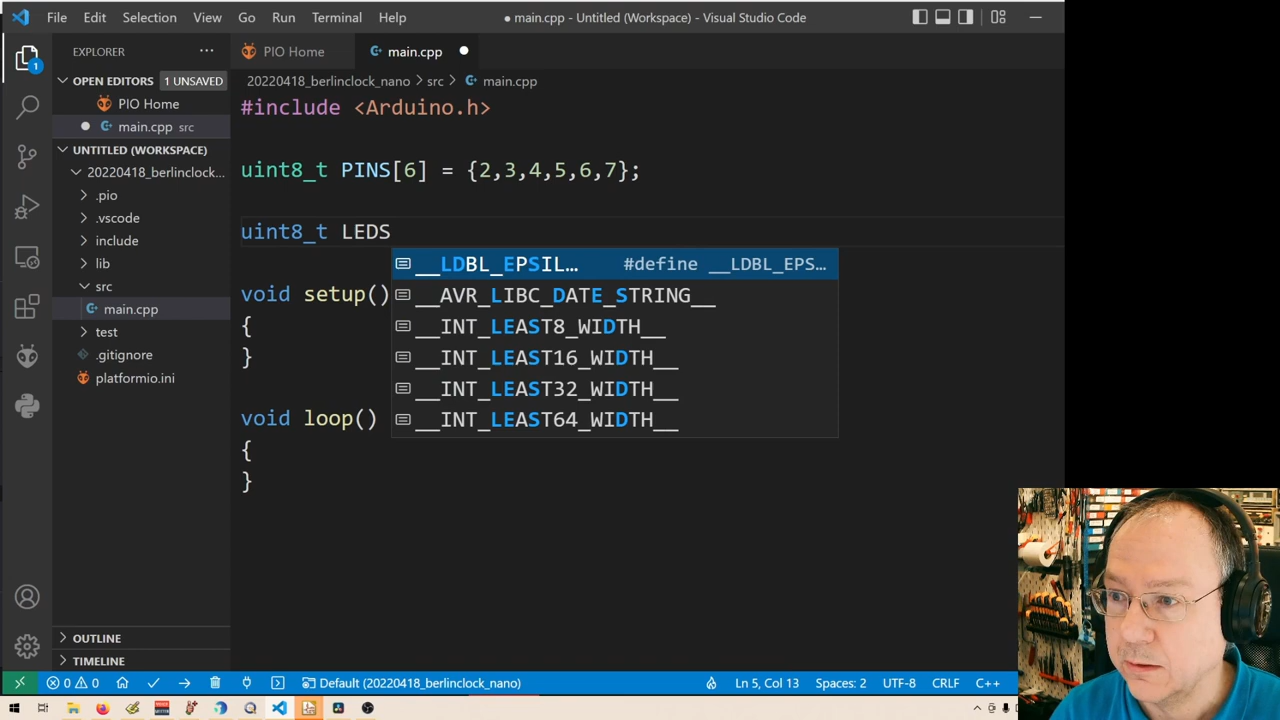 File Edit Selection View Go Run Terminal Help
● main.cpp - Untitled (Workspace) - Visual Studio Code
EXPLORER
PIO Home
main.cpp
OPEN EDITORS 1 UNSAVED
PIO Home
main.cpp src
UNTITLED (WORKSPACE)
20220418_berlinclock...
.pio
.vscode
include
lib
src
main.cpp
test
.gitignore
platformio.ini
OUTLINE
TIMELINE
1
20220418_berlinclock_nano › src › main.cpp
#include <Arduino.h>
uint8_t PINS[6] = {2,3,4,5,6,7};
uint8_t LEDS
__LDBL_EPSIL… #define __LDBL_EPS…
__AVR_LIBC_DATE_STRING__
__INT_LEAST8_WIDTH__
__INT_LEAST16_WIDTH__
__INT_LEAST32_WIDTH__
__INT_LEAST64_WIDTH__
void setup()
{
}
void loop()
{
}
0 0 Default (20220418_berlinclock_nano) Ln 5, Col 13 Spaces: 2 UTF-8 CRLF C++